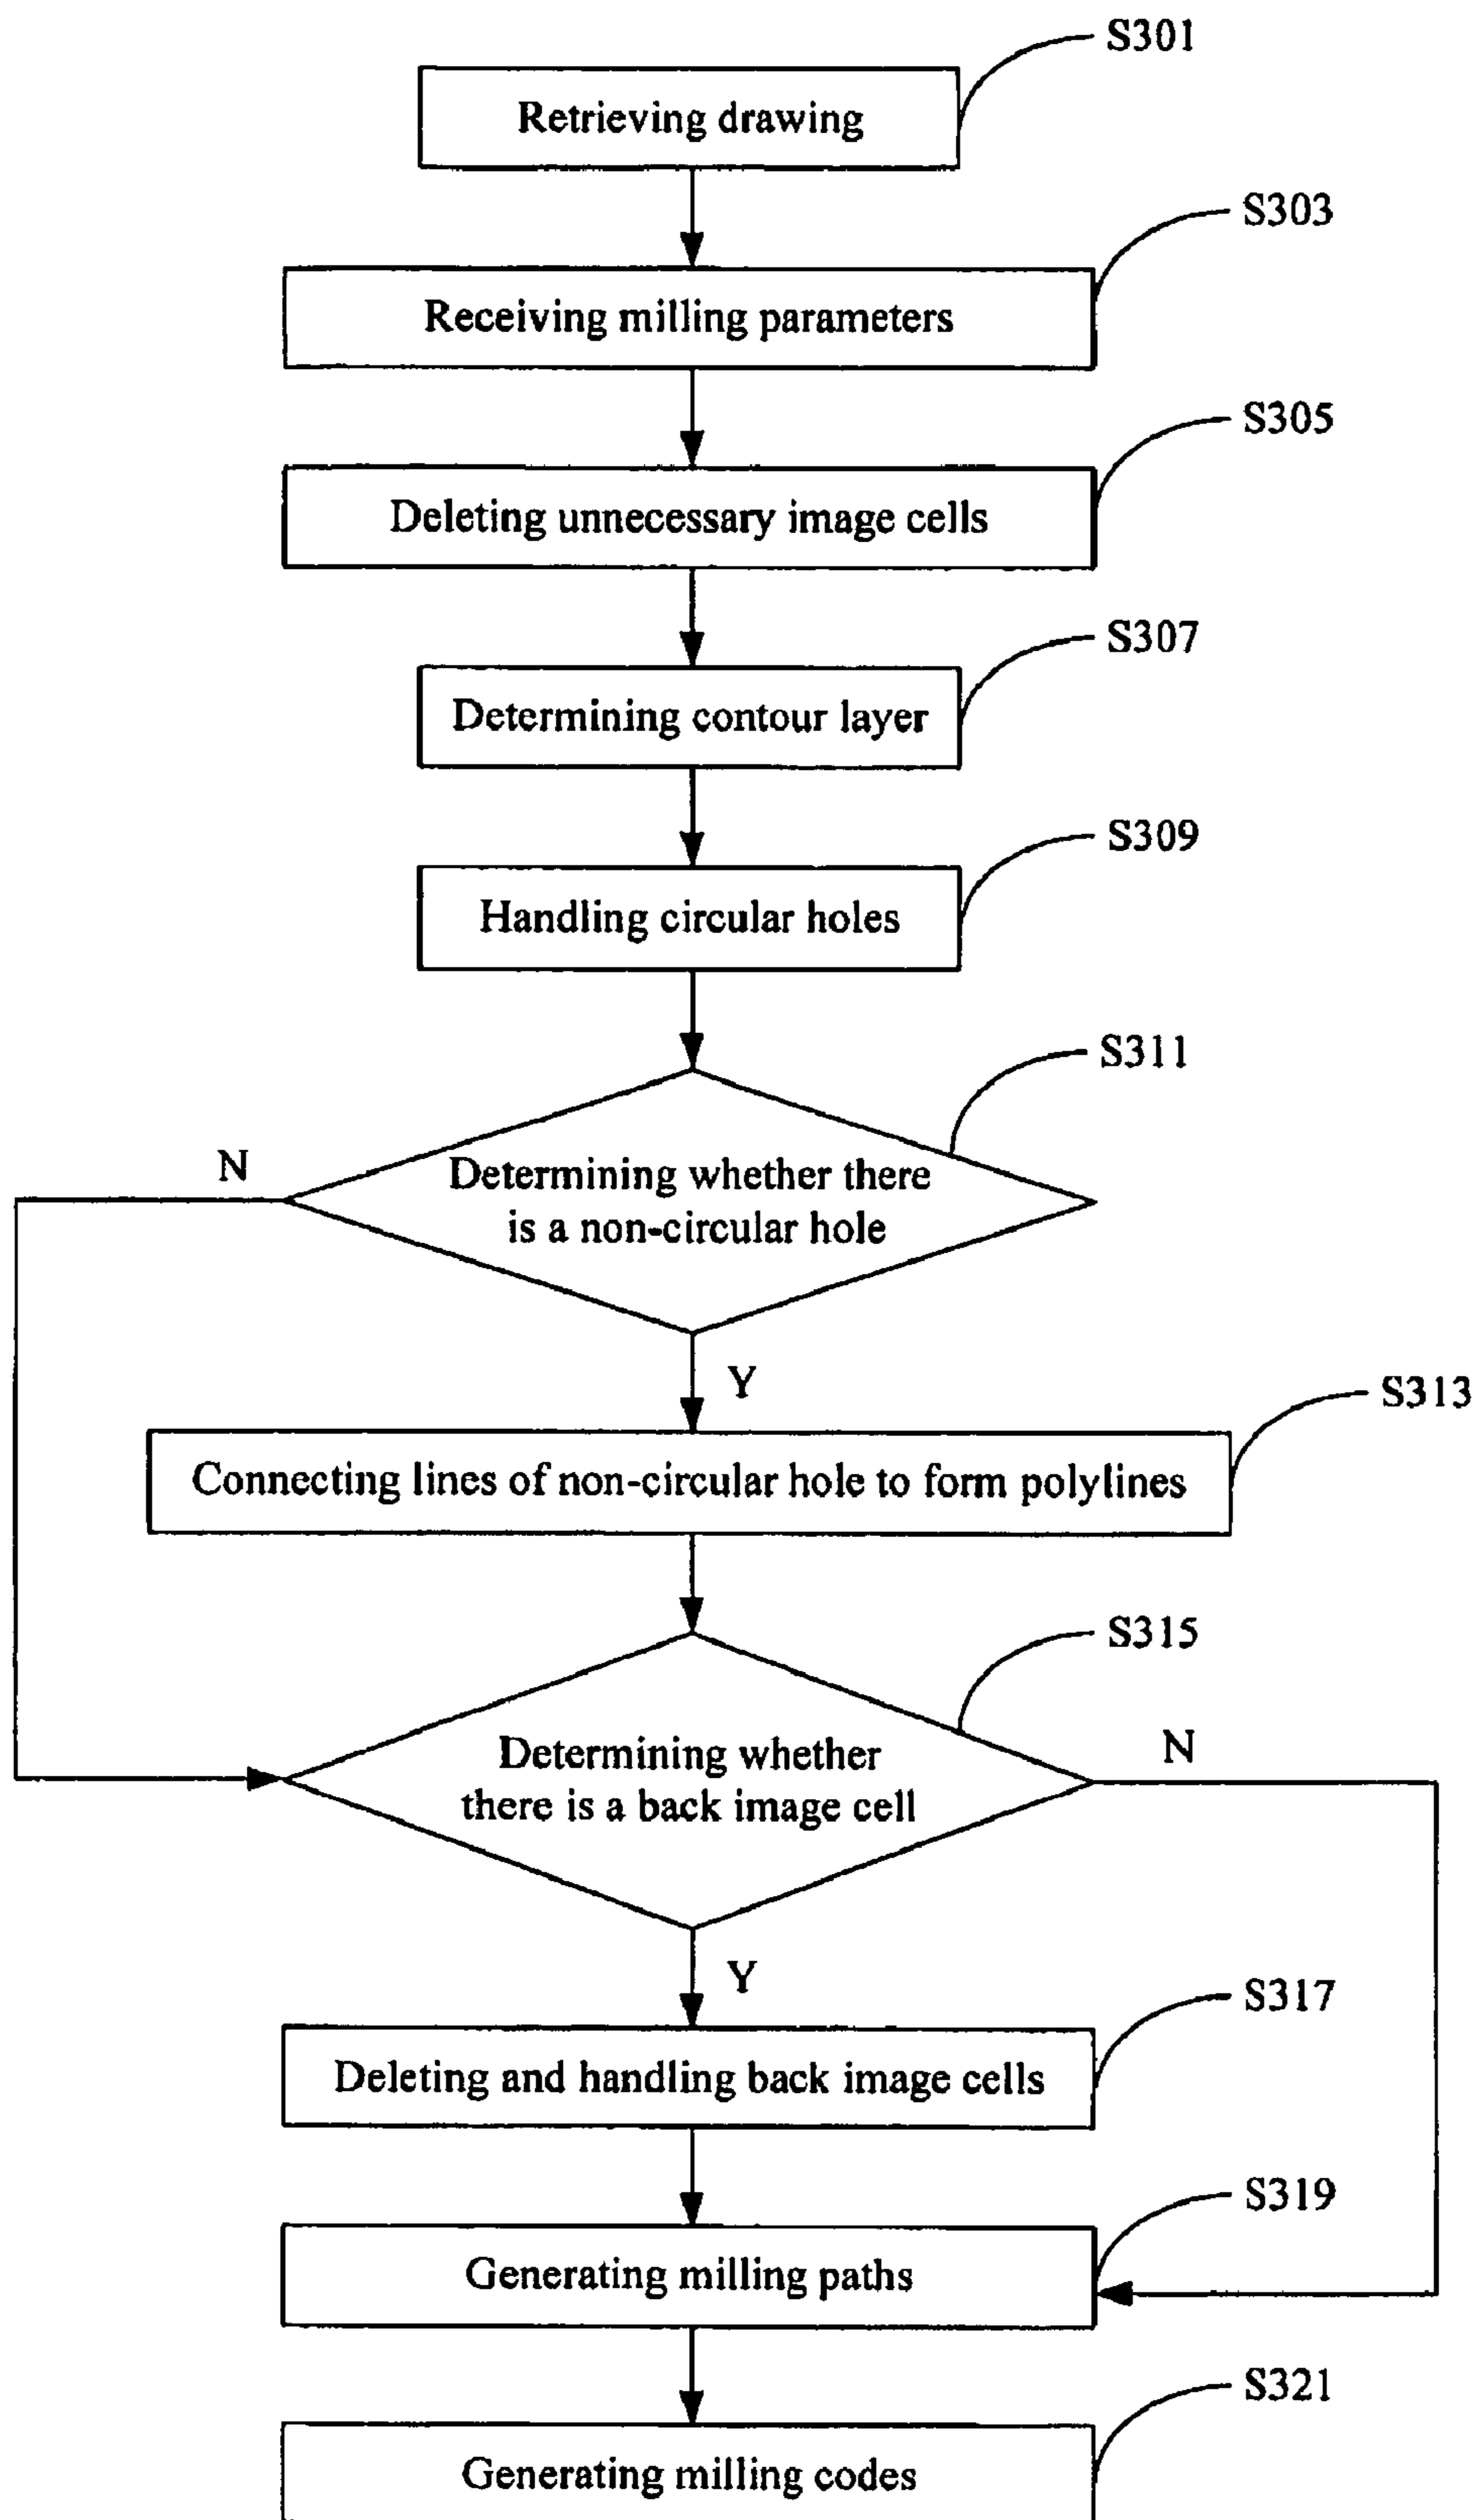 S301
Retrieving drawing
S303
Receiving milling parameters
S305
Deleting unnecessary image cells
S307
Determining contour layer
S309
Handling circular holes
S311
N
Determining whether there
is a non-circular hole
Y
S313
Connecting lines of non-circular hole to form polylines
S315
N
Determining whether
there is a back image cell
Y
S317
Deleting and handling back image cells
S319
Generating milling paths
S321
Generating milling codes